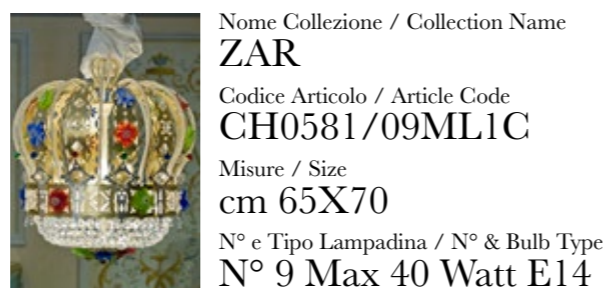 Nome Collezione / Collection Name
ZAR
Codice Articolo / Article Code
CH0581/09ML1C
Misure / Size
cm 65X70
N° e Tipo Lampadina / N° & Bulb Type
N° 9 Max 40 Watt E14